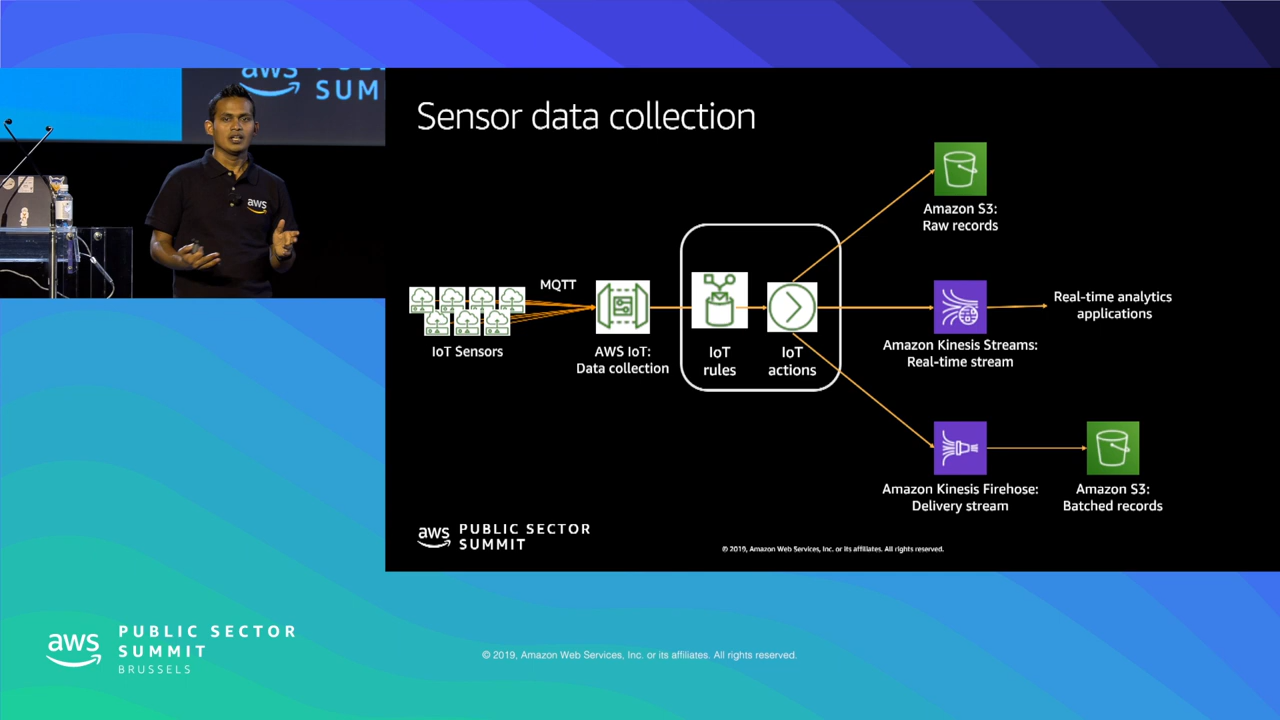 aws
SUM
aws
Sensor data collection
Amazon S3:
Raw records
MQTT
IoT Sensors
AWS IoT:
Data collection
IoT
rules
IoT
actions
Amazon Kinesis Streams:
Real-time stream
Real-time analytics
applications
Amazon Kinesis Firehose:
Delivery stream
Amazon S3:
Batched records
aws
PUBLIC SECTOR
SUMMIT
© 2019, Amazon Web Services, Inc. or its affiliates. All rights reserved.
aws
PUBLIC SECTOR
SUMMIT
BRUSSELS
© 2019, Amazon Web Services, Inc. or its affiliates. All rights reserved.